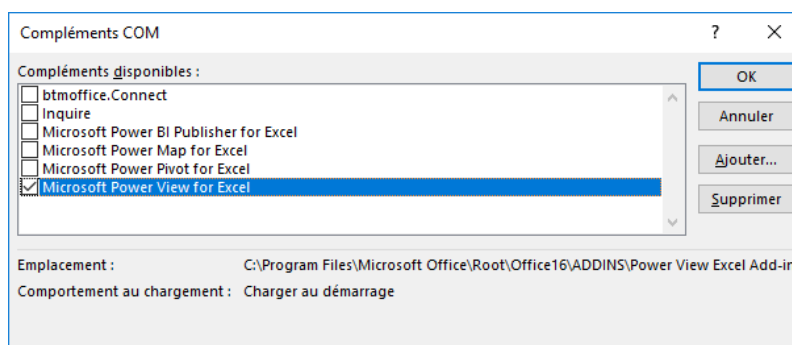 Compléments COM
?
Compléments disponibles :
btmoffice.Connect
Inquire
Microsoft Power BI Publisher for Excel
Microsoft Power Map for Excel
Microsoft Power Pivot for Excel
Microsoft Power View for Excel
OK
Annuler
Ajouter...
Supprimer
Emplacement : C:\Program Files\Microsoft Office\Root\Office16\ADDINS\Power View Excel Add-in
Comportement au chargement : Charger au démarrage